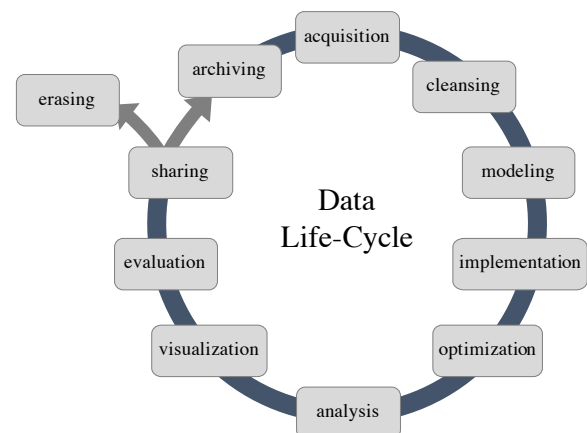 acquisition
archiving
cleansing
erasing
sharing
modeling
Data
Life-Cycle
evaluation
implementation
visualization
optimization
analysis